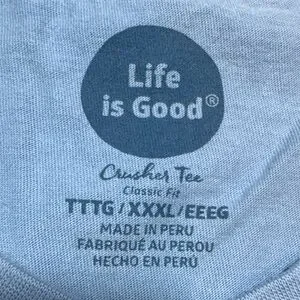 Life
is Good®
Crusher Tee
Classic Fit
TTTG / XXXL / EEEG
MADE IN PERU
FABRIQUÉ AU PEROU
HECHO EN PERÚ